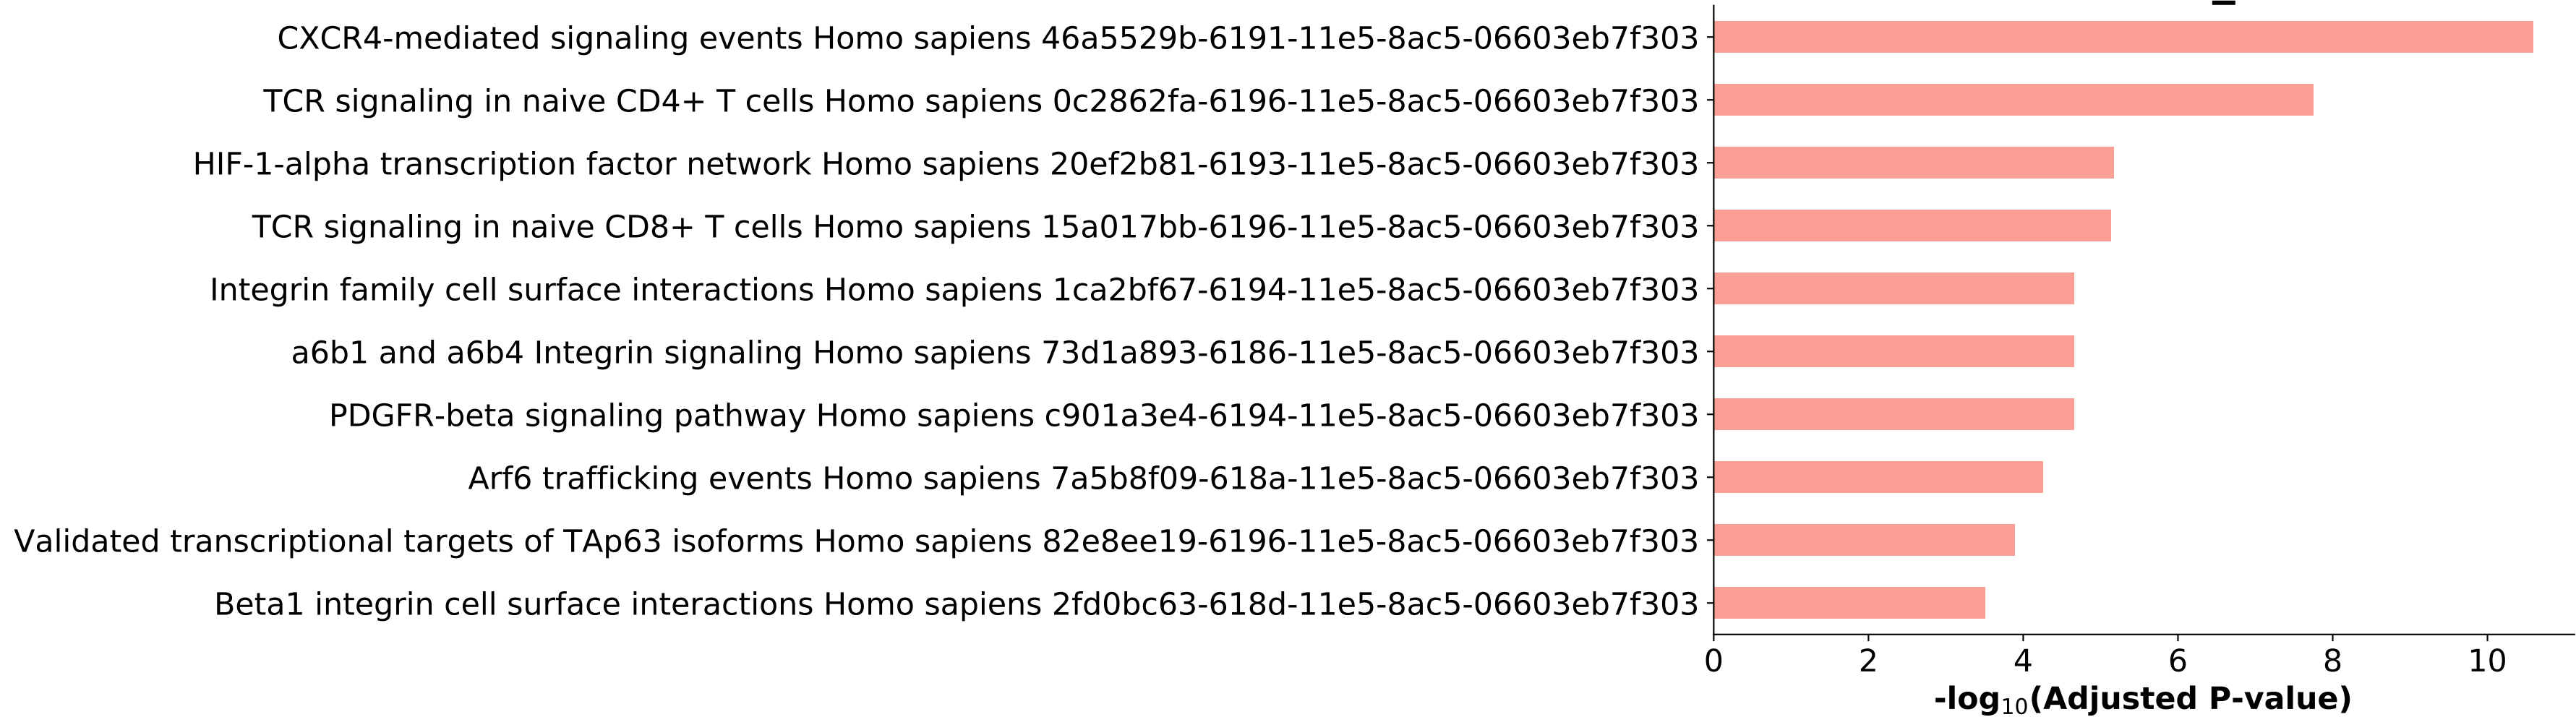 CXCR4-mediated signaling events Homo sapiens 46a5529b-6191-11e5-8ac5-06603eb7f303
TCR signaling in naive CD4+ T cells Homo sapiens 0c2862fa-6196-11e5-8ac5-06603eb7f303
HIF-1-alpha transcription factor network Homo sapiens 20ef2b81-6193-11e5-8ac5-06603eb7f303
TCR signaling in naive CD8+ T cells Homo sapiens 15a017bb-6196-11e5-8ac5-06603eb7f303
Integrin family cell surface interactions Homo sapiens 1ca2bf67-6194-11e5-8ac5-06603eb7f303
a6b1 and a6b4 Integrin signaling Homo sapiens 73d1a893-6186-11e5-8ac5-06603eb7f303
PDGFR-beta signaling pathway Homo sapiens c901a3e4-6194-11e5-8ac5-06603eb7f303
Arf6 trafficking events Homo sapiens 7a5b8f09-618a-11e5-8ac5-06603eb7f303
Validated transcriptional targets of TAp63 isoforms Homo sapiens 82e8ee19-6196-11e5-8ac5-06603eb7f303
Beta1 integrin cell surface interactions Homo sapiens 2fd0bc63-618d-11e5-8ac5-06603eb7f303
0 2 4 6 8 10
-log₁₀(Adjusted P-value)